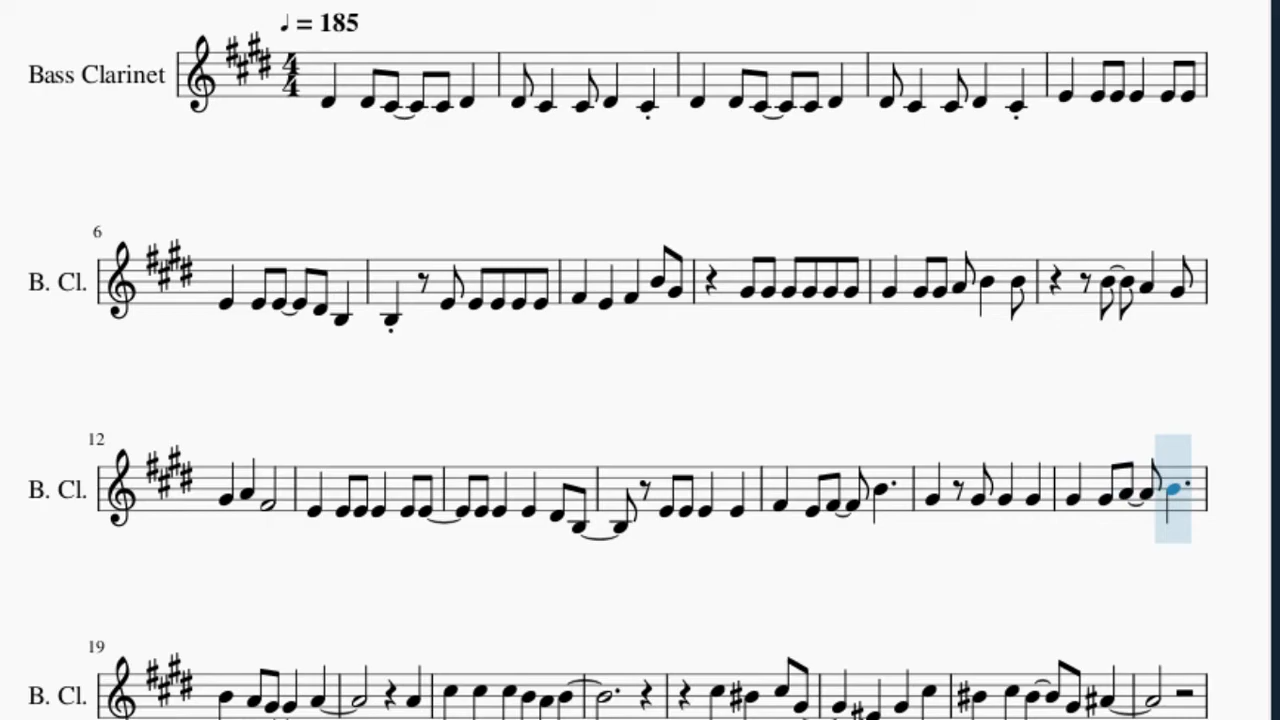 ♩ = 185
Bass Clarinet
4
4
6
B. Cl.
12
B. Cl.
19
B. Cl.